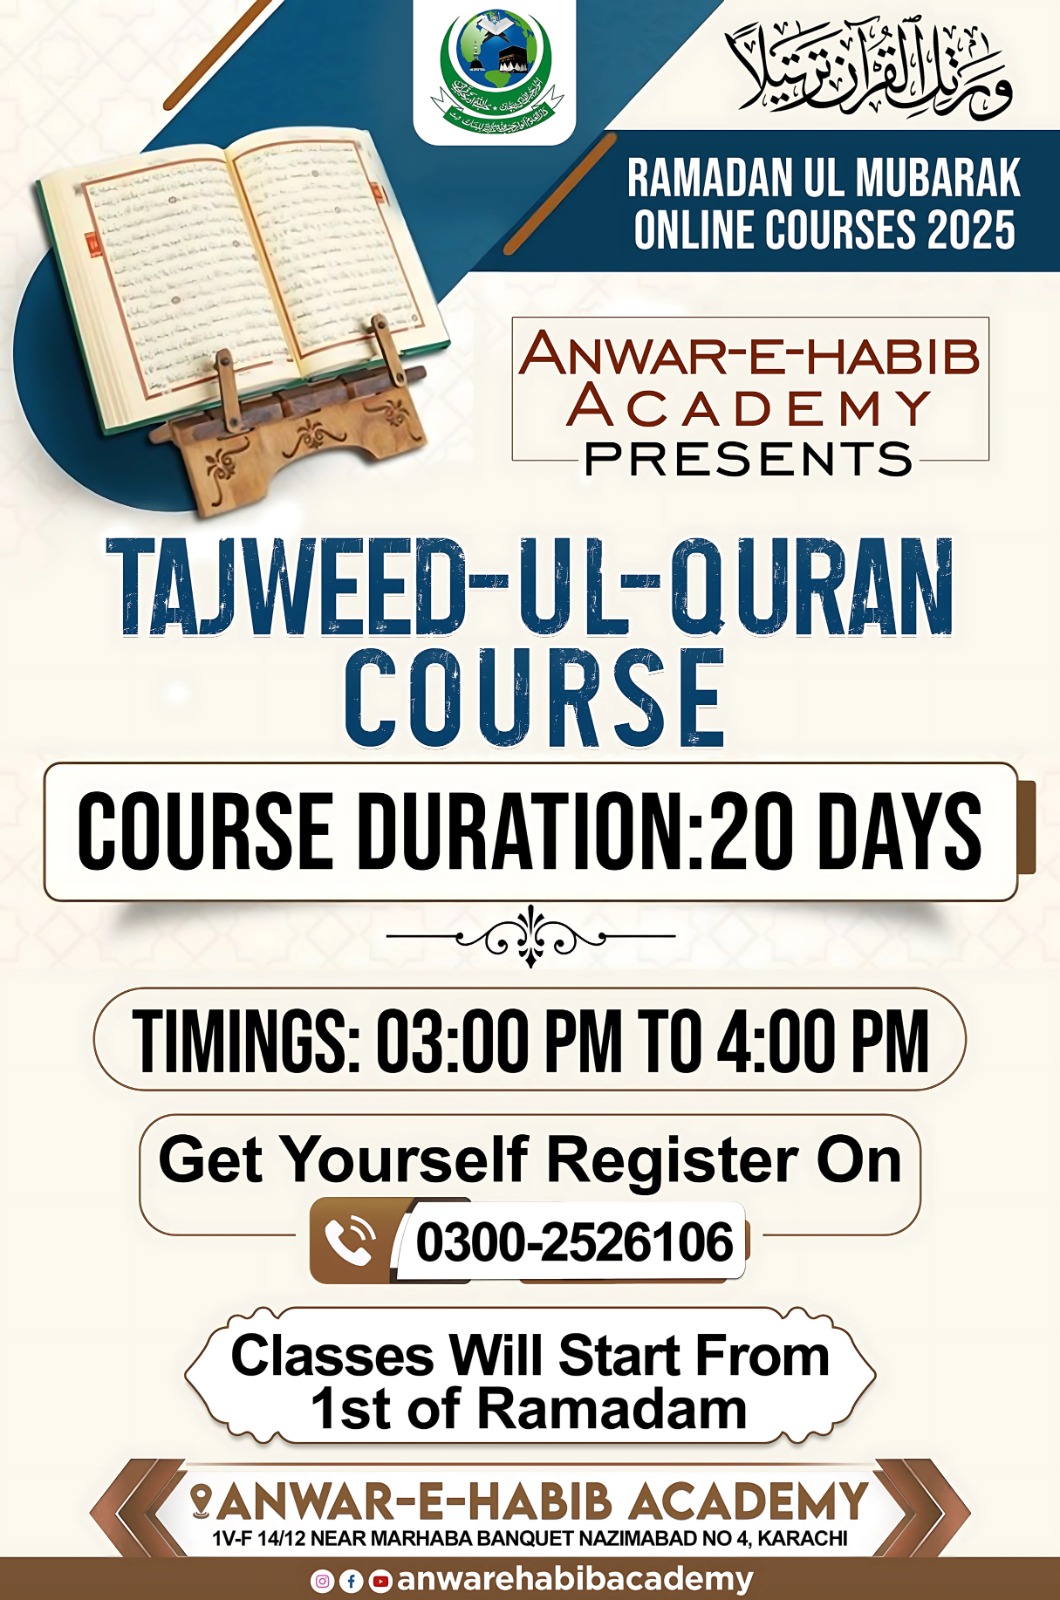 وَرَتِّلِ الْقُرْآنَ تَرْتِيلًا
RAMADAN UL MUBARAK
ONLINE COURSES 2025
ANWAR-E-HABIB
ACADEMY
PRESENTS
TAJWEED-UL-QURAN
COURSE
COURSE DURATION:20 DAYS
TIMINGS: 03:00 PM TO 4:00 PM
Get Yourself Register On
0300-2526106
Classes Will Start From
1st of Ramadam
ANWAR-E-HABIB ACADEMY
1V-F 14/12 NEAR MARHABA BANQUET NAZIMABAD NO 4, KARACHI
anwarehabibacademy